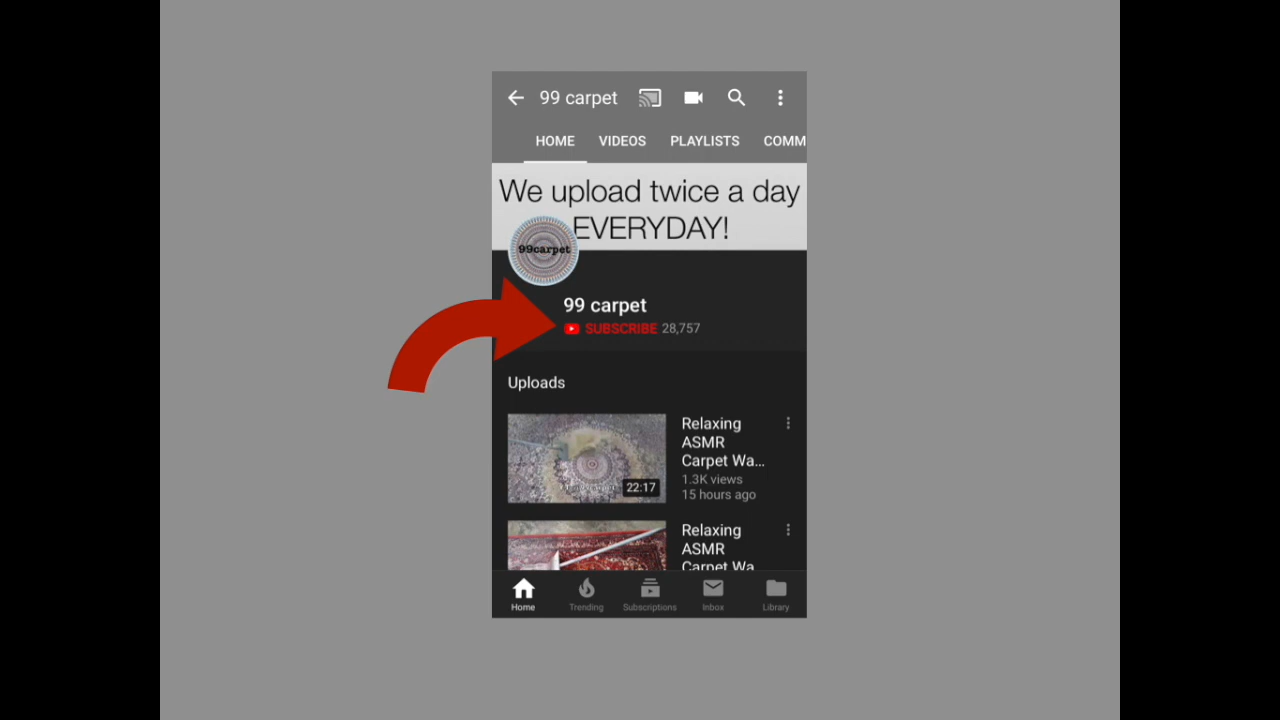 99 carpet
HOME VIDEOS PLAYLISTS COMM
We upload twice a day
EVERYDAY!
99carpet
99 carpet
SUBSCRIBE 28,757
Uploads
Relaxing
ASMR
Carpet Wa...
1.3K views
15 hours ago
22:17
Relaxing
ASMR
Carpet Wa
Home Trending Subscriptions Inbox Library